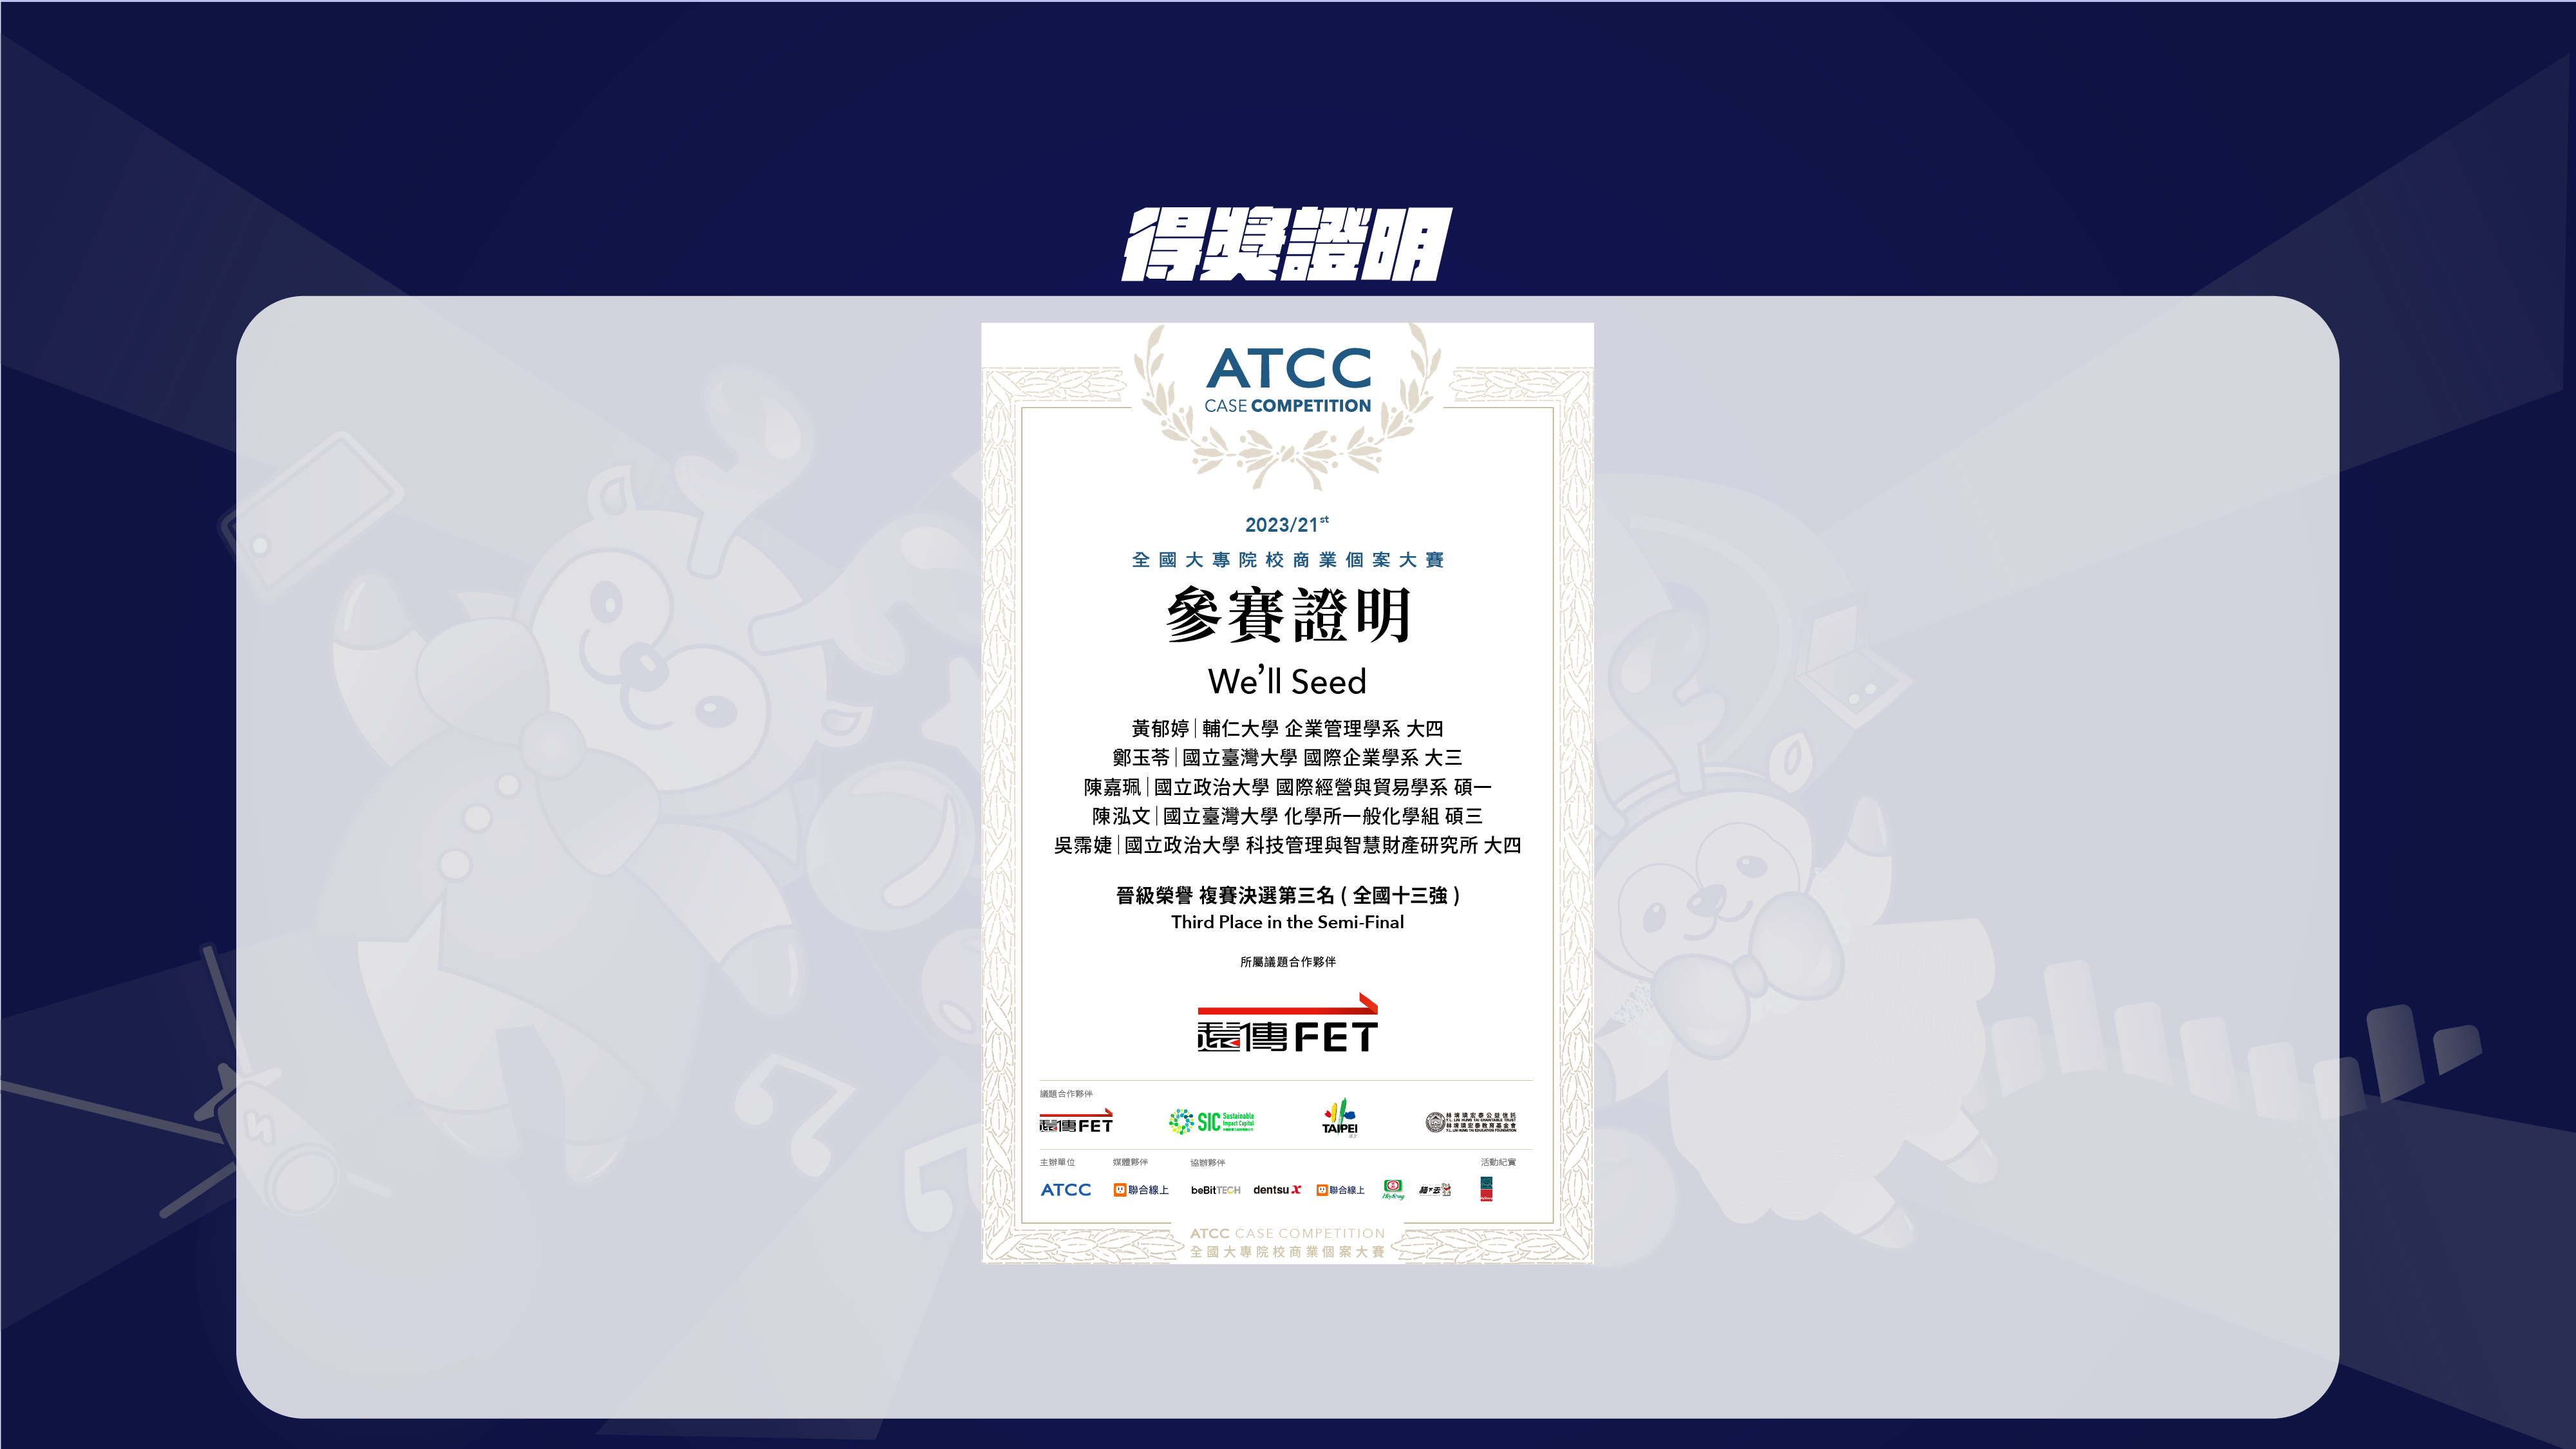 得獎證明
ATCC
CASE COMPETITION
2023/21st
全國大專院校商業個案大賽
參賽證明
We'll Seed
黃郁婷|輔仁大學 企業管理學系 大四
鄭玉苓|國立臺灣大學 國際企業學系 大三
陳嘉珮|國立政治大學 國際經營與貿易學系 碩一
陳泓文|國立臺灣大學 化學所一般化學組 碩三
吳霈婕|國立政治大學 科技管理與智慧財產研究所 大四
晉級榮譽 複賽決選第三名 ( 全國十三強 )
Third Place in the Semi-Final
所屬議題合作夥伴
遠傳FET
議題合作夥伴
遠傳FET
SIC Sustainable Impact Capital
TAIPEI
主辦單位 媒體夥伴 協辦夥伴 活動紀實
ATCC 聯合線上 beBitTECH dentsu X 聯合線上
ATCC CASE COMPETITION
全國大專院校商業個案大賽